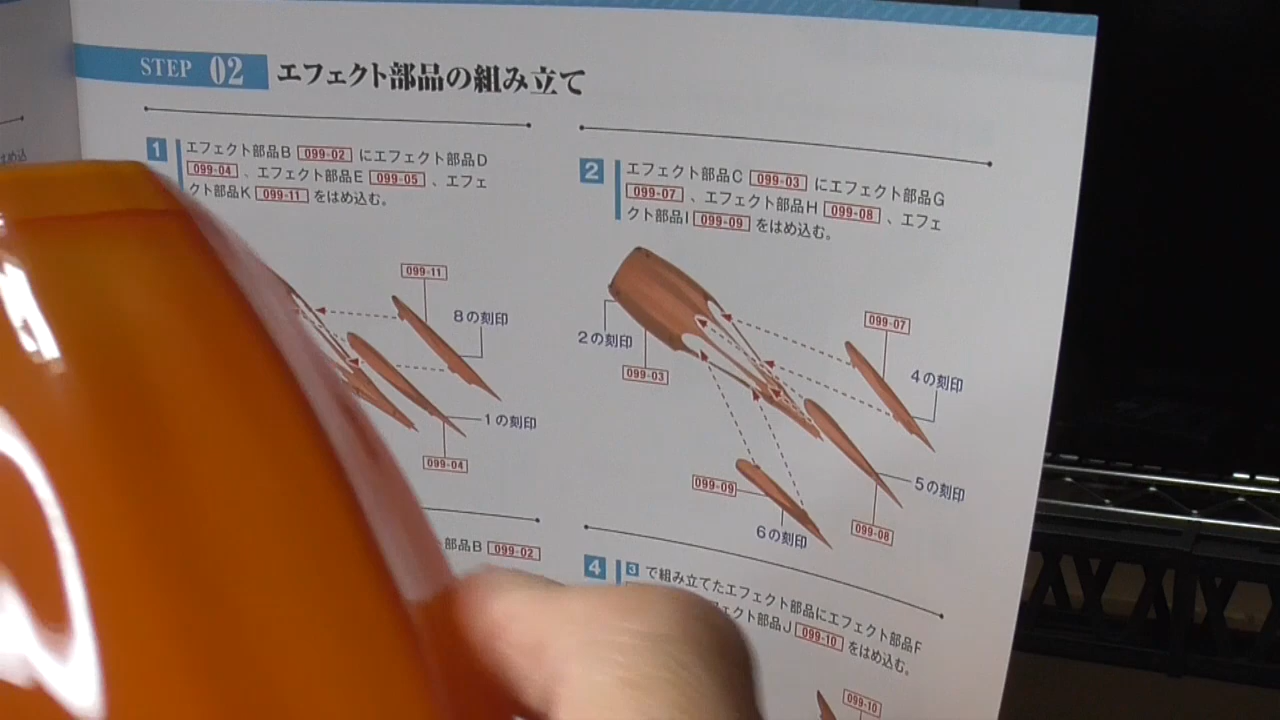 STEP 02 エフェクト部品の組み立て
1 エフェクト部品B 099-02 にエフェクト部品D
099-04 、エフェクト部品E 099-05 、エフェ
クト部品K 099-11 をはめ込む。
099-11
8の刻印
1の刻印
099-04
2 エフェクト部品C 099-03 にエフェクト部品G
099-07 、エフェクト部品H 099-08 、エフェ
クト部品I 099-09 をはめ込む。
099-07
2の刻印
099-03
4の刻印
099-09
5の刻印
6の刻印
099-08
部品B 099-02
4 3 で組み立てたエフェクト部品にエフェクト部品F
ェクト部品J 099-10 をはめ込む。
099-10